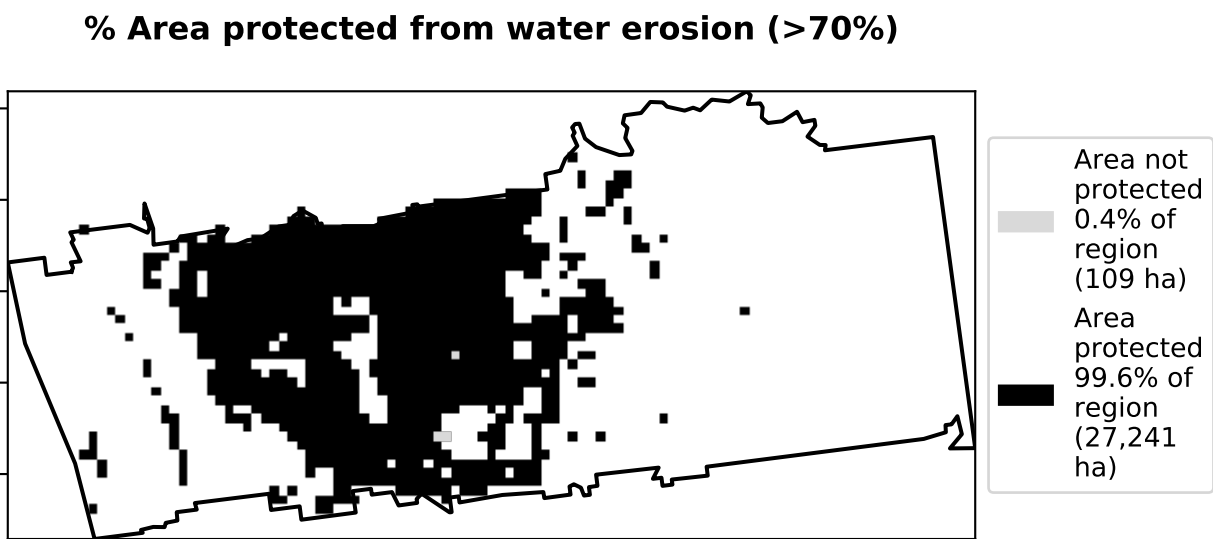 % Area protected from water erosion (>70%)
Area not
protected
0.4% of
region
(109 ha)
Area
protected
99.6% of
region
(27,241
ha)